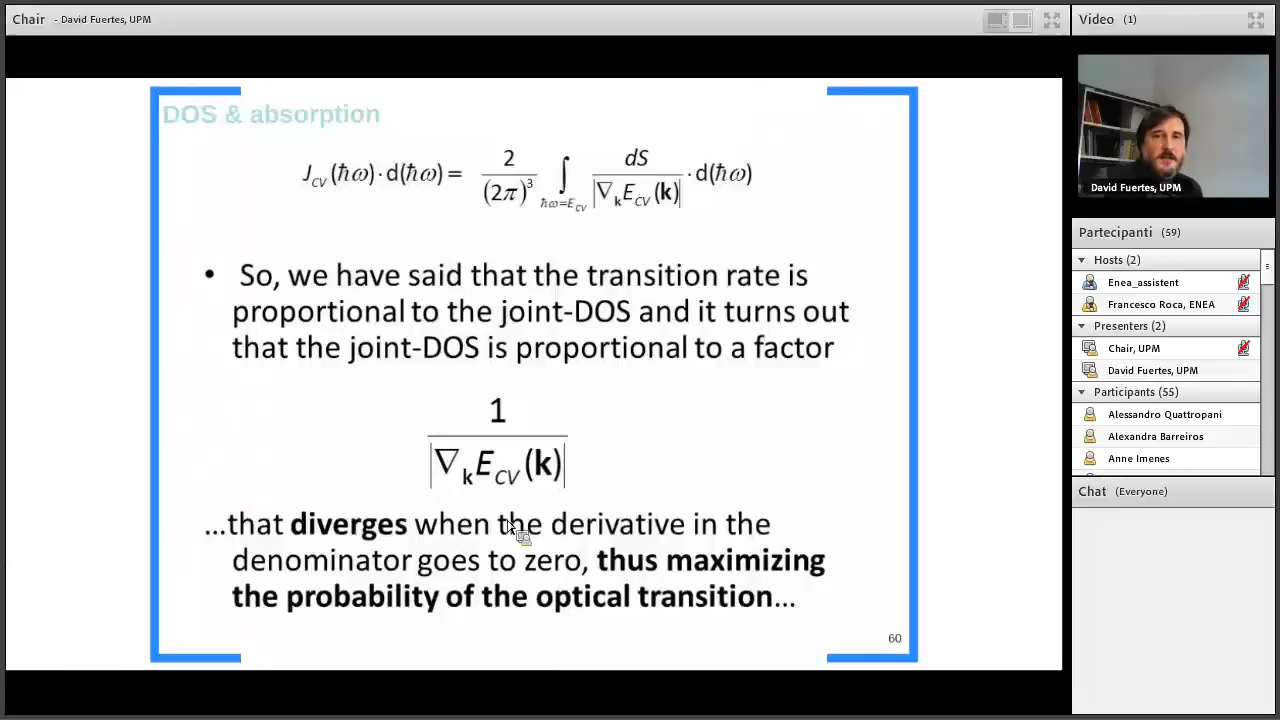 Chair - David Fuertes, UPM
Video (1)
DOS & absorption
J_CV (ħω)· d(ħω) = 2/(2π)^3 ∫_{ħω=E_CV} dS/|∇_k E_CV (k)| · d(ħω)
• So, we have said that the transition rate is
proportional to the joint-DOS and it turns out
that the joint-DOS is proportional to a factor
1/|∇_k E_CV (k)|
...that diverges when the derivative in the
denominator goes to zero, thus maximizing
the probability of the optical transition...
60
David Fuertes, UPM
Partecipanti (59)
Hosts (2)
Enea_assistent
Francesco Roca, ENEA
Presenters (2)
Chair, UPM
David Fuertes, UPM
Participants (55)
Alessandro Quattropani
Alexandra Barreiros
Anne Imenes
Chat (Everyone)